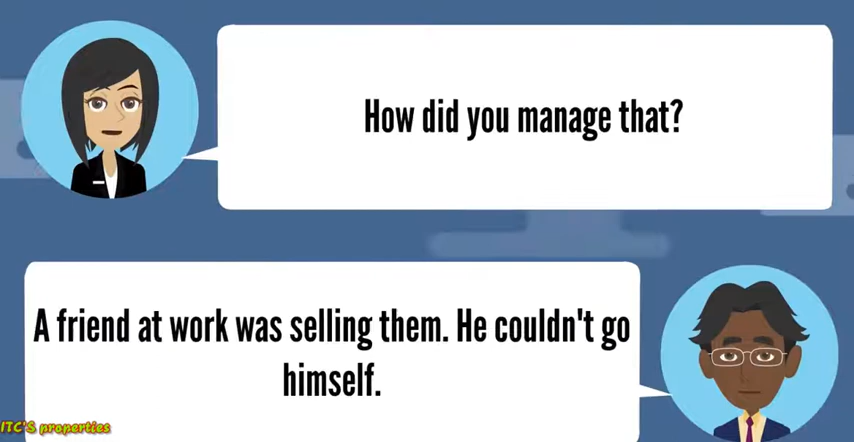 How did you manage that?
A friend at work was selling them. He couldn't go
himself.
ITC'S properties